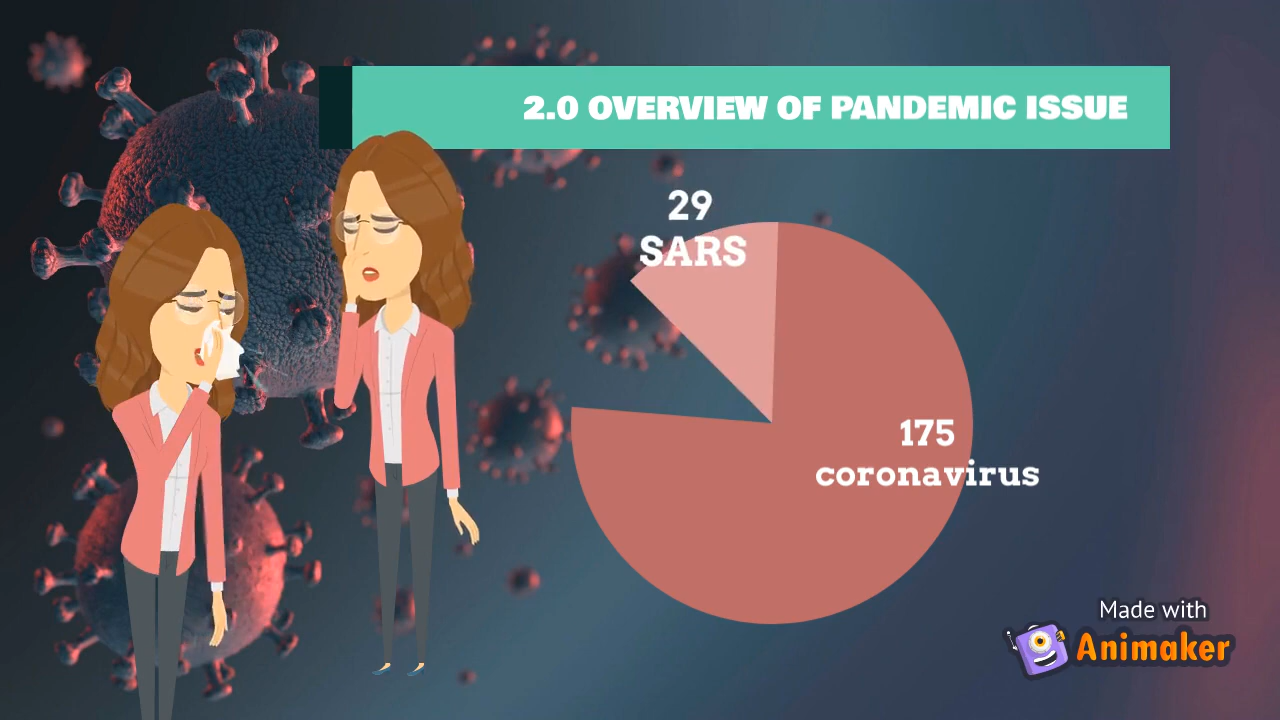 2.0 OVERVIEW OF PANDEMIC ISSUE
29
SARS
175
coronavirus
Made with
Animaker